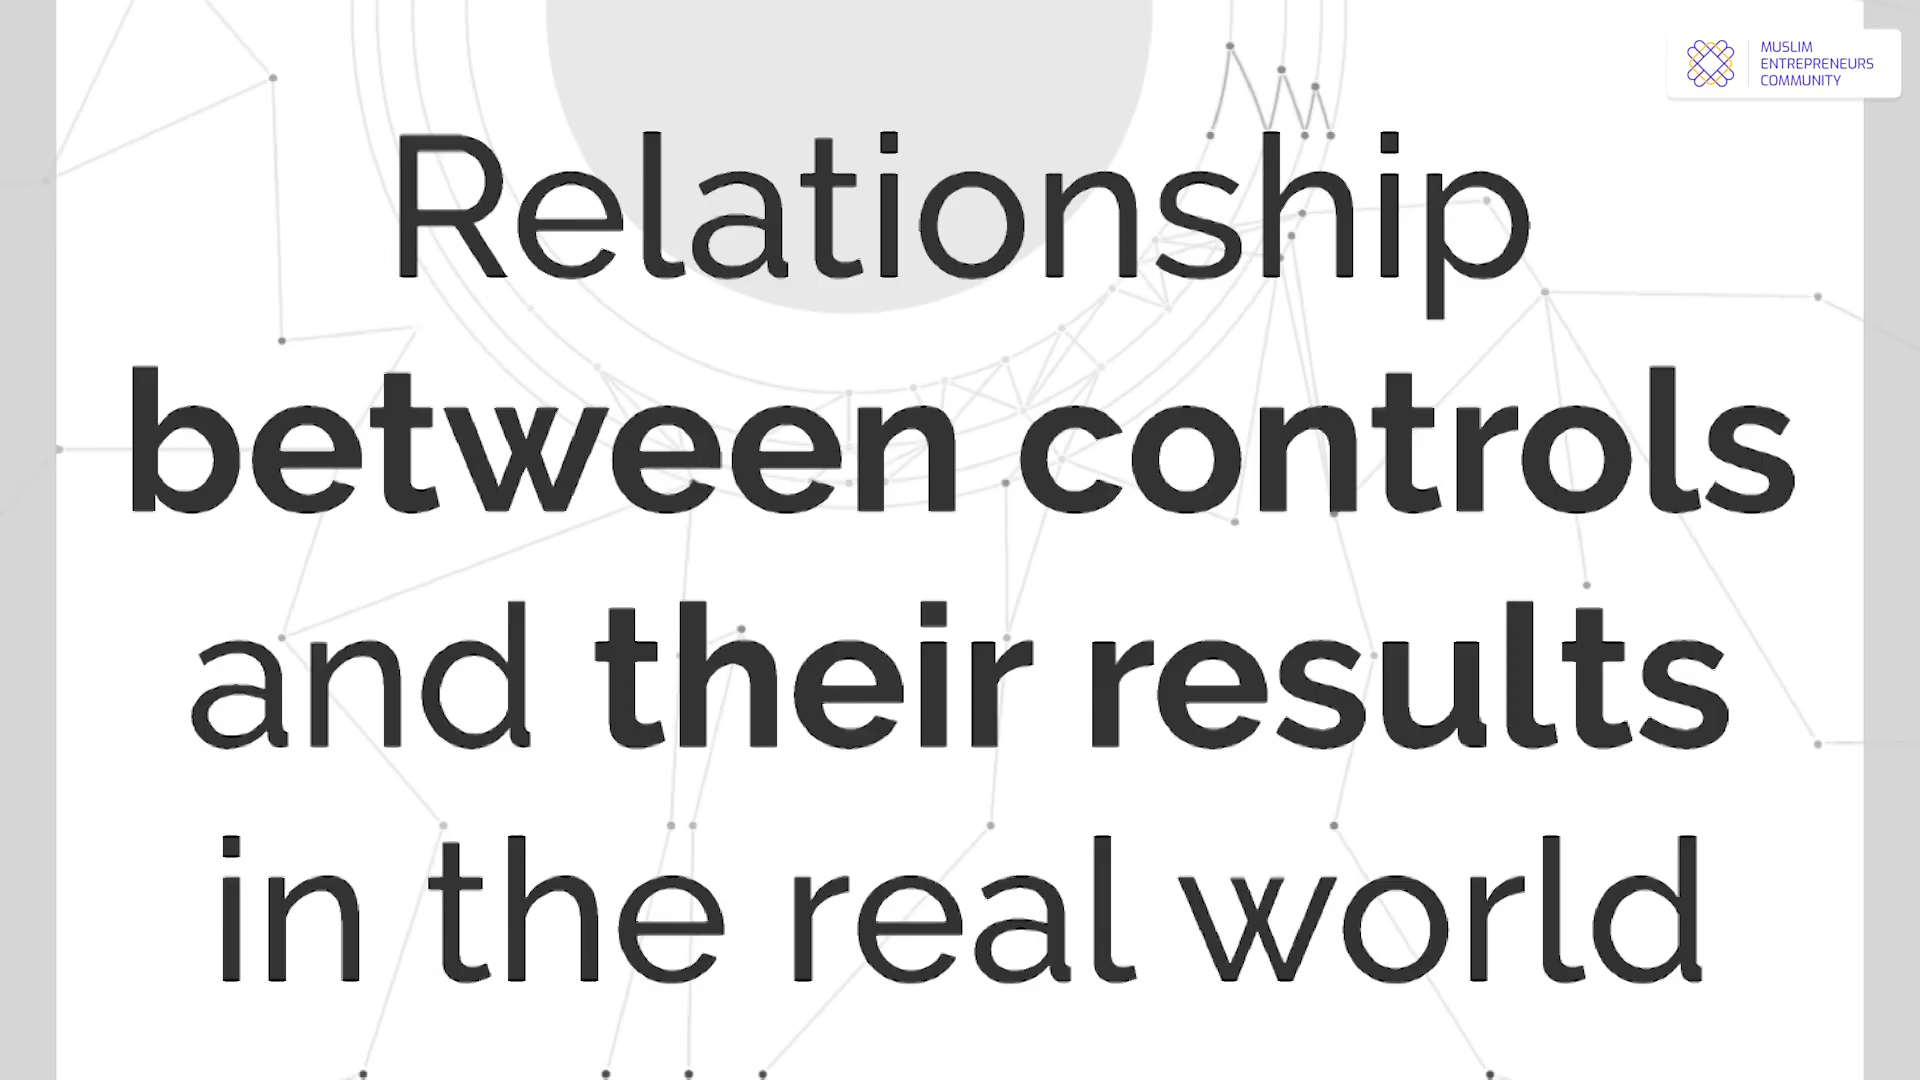 MUSLIM
ENTREPRENEURS
COMMUNITY
Relationship
between controls
and their results
in the real world